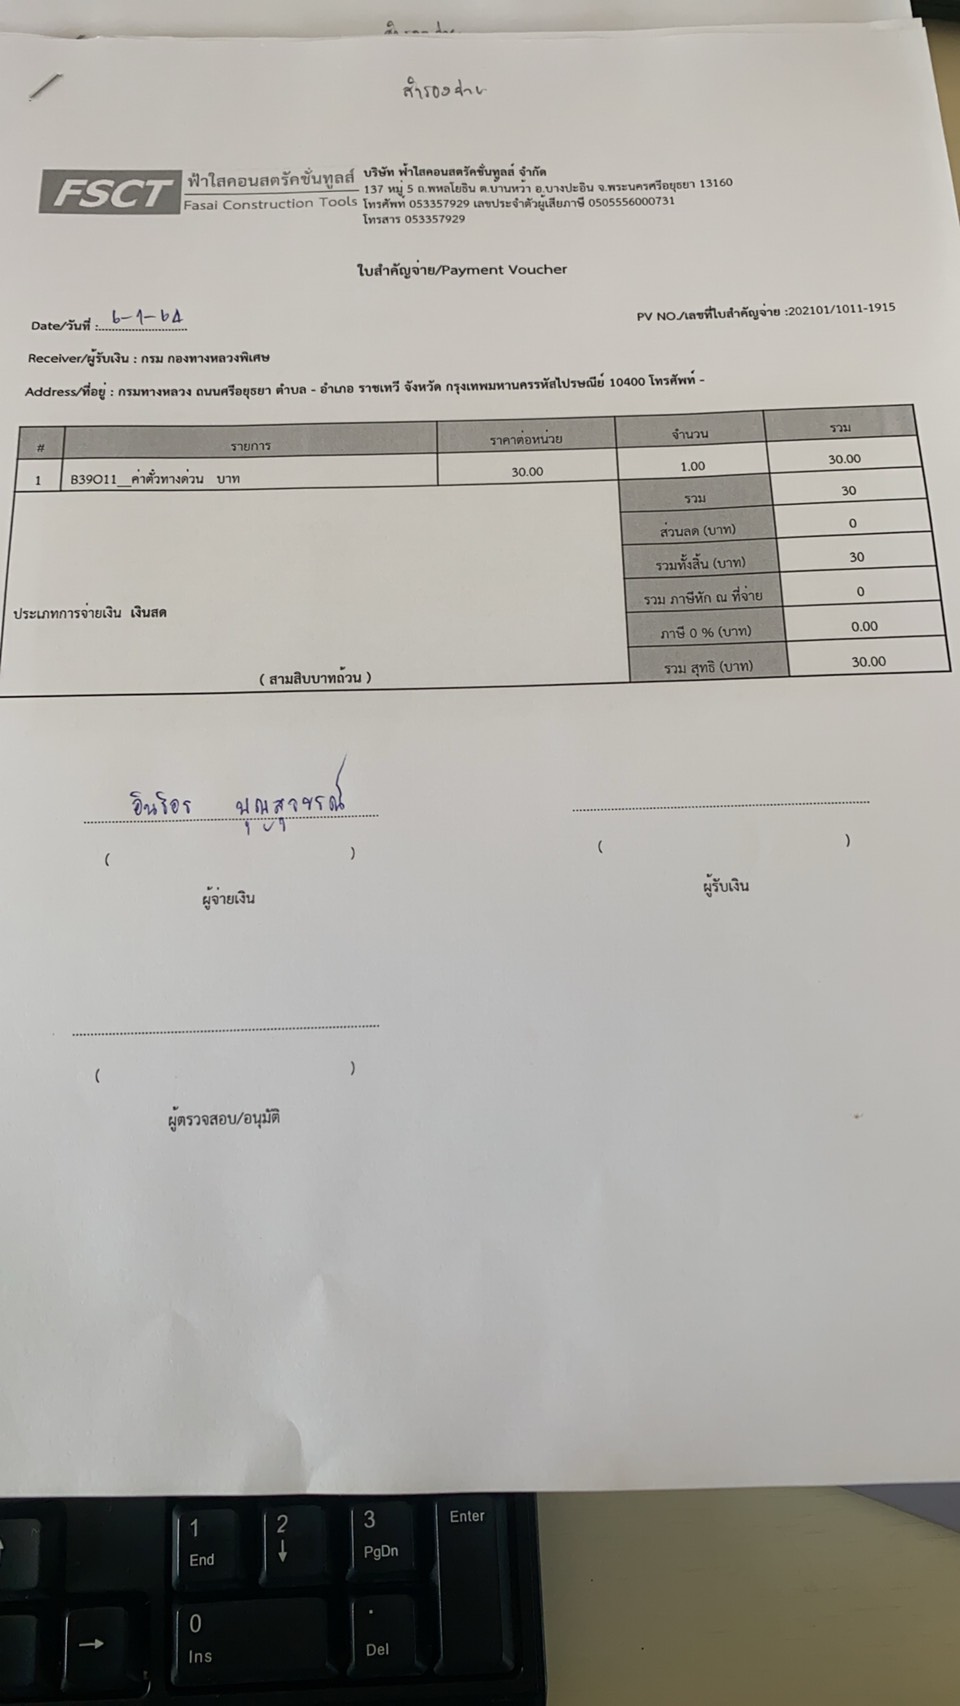 สำรองจ่าย
FSCT
ฟ้าใสคอนสตรัคชั่นทูลส์
Fasai Construction Tools
บริษัท ฟ้าใสคอนสตรัคชั่นทูลส์ จำกัด
137 หมู่ 5 ถ.พหลโยธิน ต.บ้านหว้า อ.บางปะอิน จ.พระนครศรีอยุธยา 13160
โทรศัพท์ 053357929 เลขประจำตัวผู้เสียภาษี 0505556000731
โทรสาร 053357929
ใบสำคัญจ่าย/Payment Voucher
Date/วันที่ : 6-1-64
PV NO./เลขที่ใบสำคัญจ่าย :202101/1011-1915
Receiver/ผู้รับเงิน : กรม กองทางหลวงพิเศษ
Address/ที่อยู่ : กรมทางหลวง ถนนศรีอยุธยา ตำบล - อำเภอ ราชเทวี จังหวัด กรุงเทพมหานครรหัสไปรษณีย์ 10400 โทรศัพท์ -
# รายการ ราคาต่อหน่วย จำนวน รวม
1 B39O11__ค่าตั๋วทางด่วน บาท 30.00 1.00 30.00
รวม 30
ส่วนลด (บาท) 0
รวมทั้งสิ้น (บาท) 30
รวม ภาษีหัก ณ ที่จ่าย 0
ประเภทการจ่ายเงิน เงินสด
ภาษี 0 % (บาท) 0.00
( สามสิบบาทถ้วน )
รวม สุทธิ (บาท) 30.00
( )
( )
ผู้จ่ายเงิน
ผู้รับเงิน
( )
ผู้ตรวจสอบ/อนุมัติ
1 End
2 ↓
3 PgDn
Enter
0 Ins
. Del
→